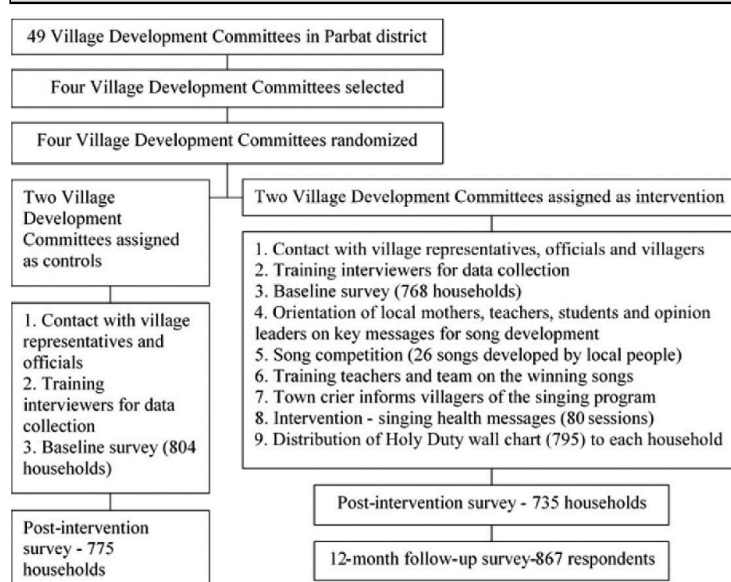 49 Village Development Committees in Parbat district
Four Village Development Committees selected
Four Village Development Committees randomized
Two Village
Development
Committees assigned
as controls
1. Contact with village
representatives and
officials
2. Training
interviewers for data
collection
3. Baseline survey (804
households)
Post-intervention
survey - 775
households
Two Village Development Committees assigned as intervention
1. Contact with village representatives, officials and villagers
2. Training interviewers for data collection
3. Baseline survey (768 households)
4. Orientation of local mothers, teachers, students and opinion
leaders on key messages for song development
5. Song competition (26 songs developed by local people)
6. Training teachers and team on the winning songs
7. Town crier informs villagers of the singing program
8. Intervention - singing health messages (80 sessions)
9. Distribution of Holy Duty wall chart (795) to each household
Post-intervention survey - 735 households
12-month follow-up survey-867 respondents